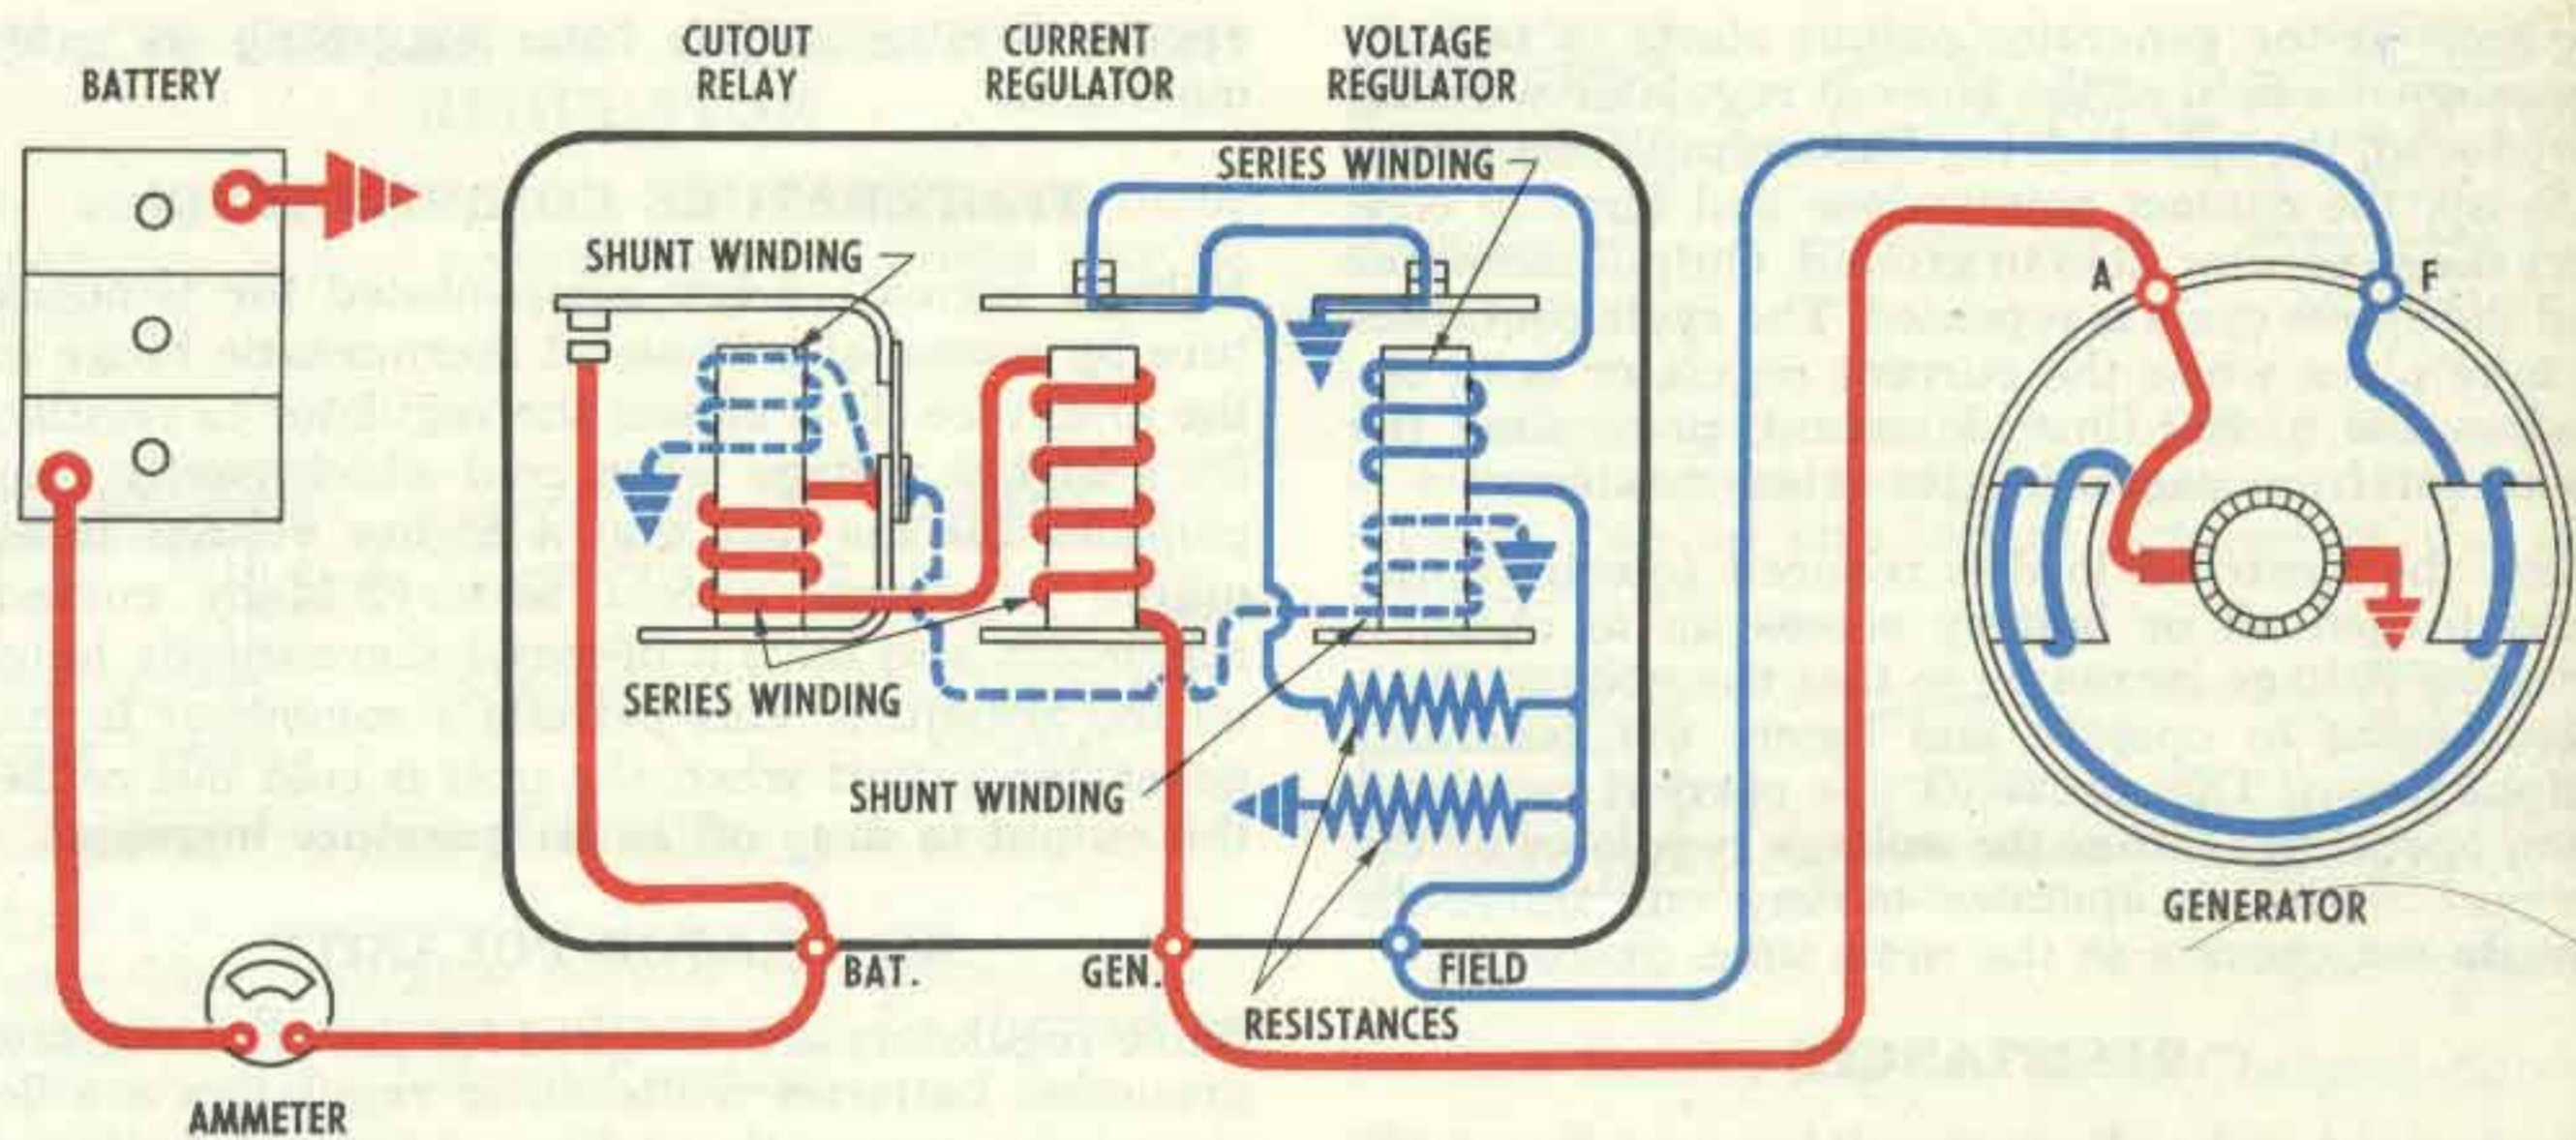 BATTERY
CUTOUT
RELAY
CURRENT
REGULATOR
VOLTAGE
REGULATOR
SERIES WINDING
SHUNT WINDING
A
F
SERIES WINDING
SHUNT WINDING
GENERATOR
BAT.
GEN.
FIELD
RESISTANCES
AMMETER